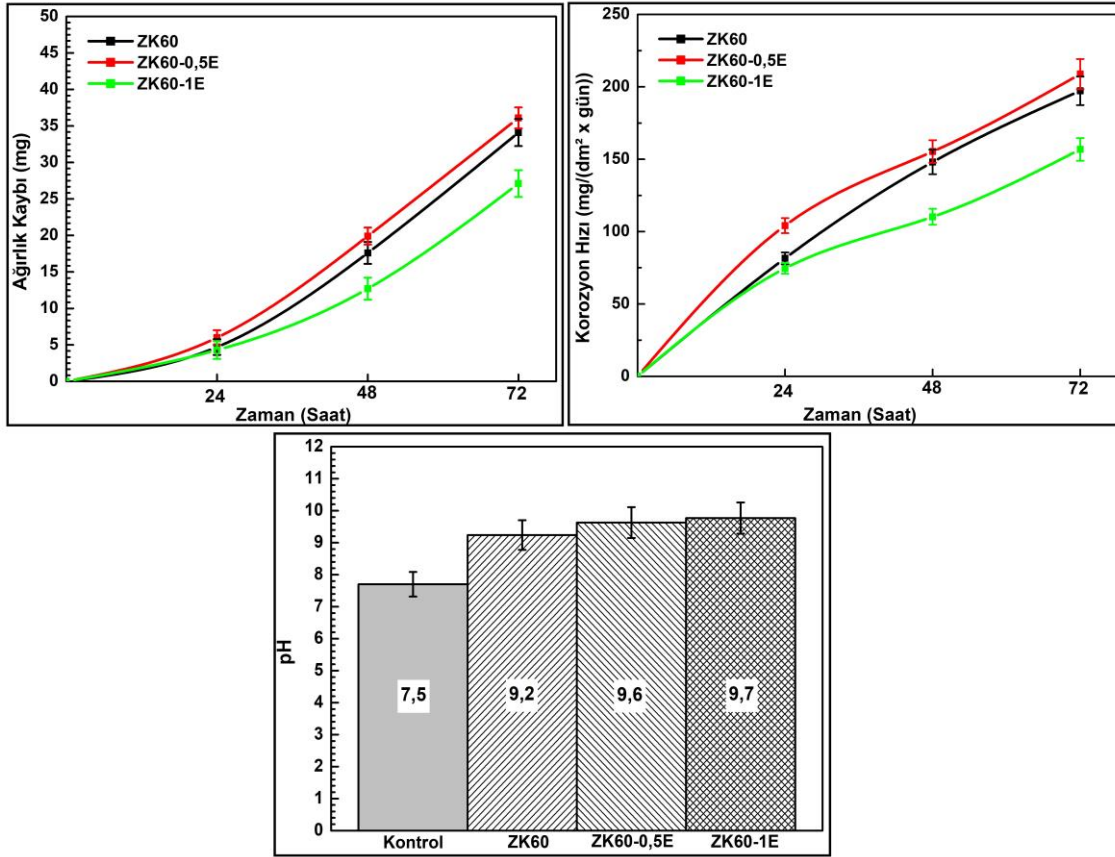 50
45
40
35
30
25
20
15
10
5
0
Ağırlık Kaybı (mg)
ZK60
ZK60-0,5E
ZK60-1E
24
48
72
Zaman (Saat)
250
200
150
100
50
0
Korozyon Hızı (mg/(dm² x gün))
ZK60
ZK60-0,5E
ZK60-1E
24
48
72
Zaman (Saat)
12
11
10
9
8
7
6
5
4
3
2
1
0
pH
7,5
9,2
9,6
9,7
Kontrol
ZK60
ZK60-0,5E
ZK60-1E